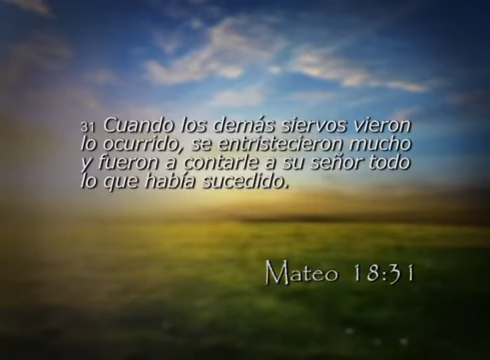 31 Cuando los demás siervos vieron
lo ocurrido, se entristecieron mucho
y fueron a contarle a su señor todo
lo que había sucedido.
Mateo 18:31